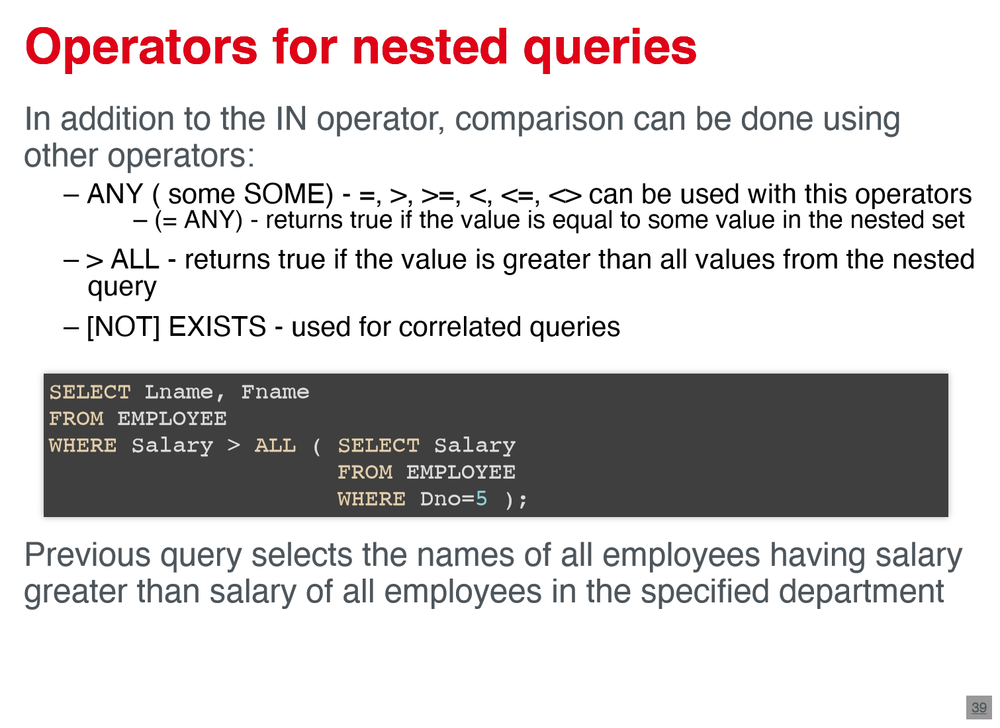 Operators for nested queries
In addition to the IN operator, comparison can be done using
other operators:
– ANY ( some SOME) - =, >, >=, <, <=, <> can be used with this operators
– (= ANY) - returns true if the value is equal to some value in the nested set
– > ALL - returns true if the value is greater than all values from the nested
query
– [NOT] EXISTS - used for correlated queries
SELECT Lname, Fname
FROM EMPLOYEE
WHERE Salary > ALL ( SELECT Salary
FROM EMPLOYEE
WHERE Dno=5 );
Previous query selects the names of all employees having salary
greater than salary of all employees in the specified department
39